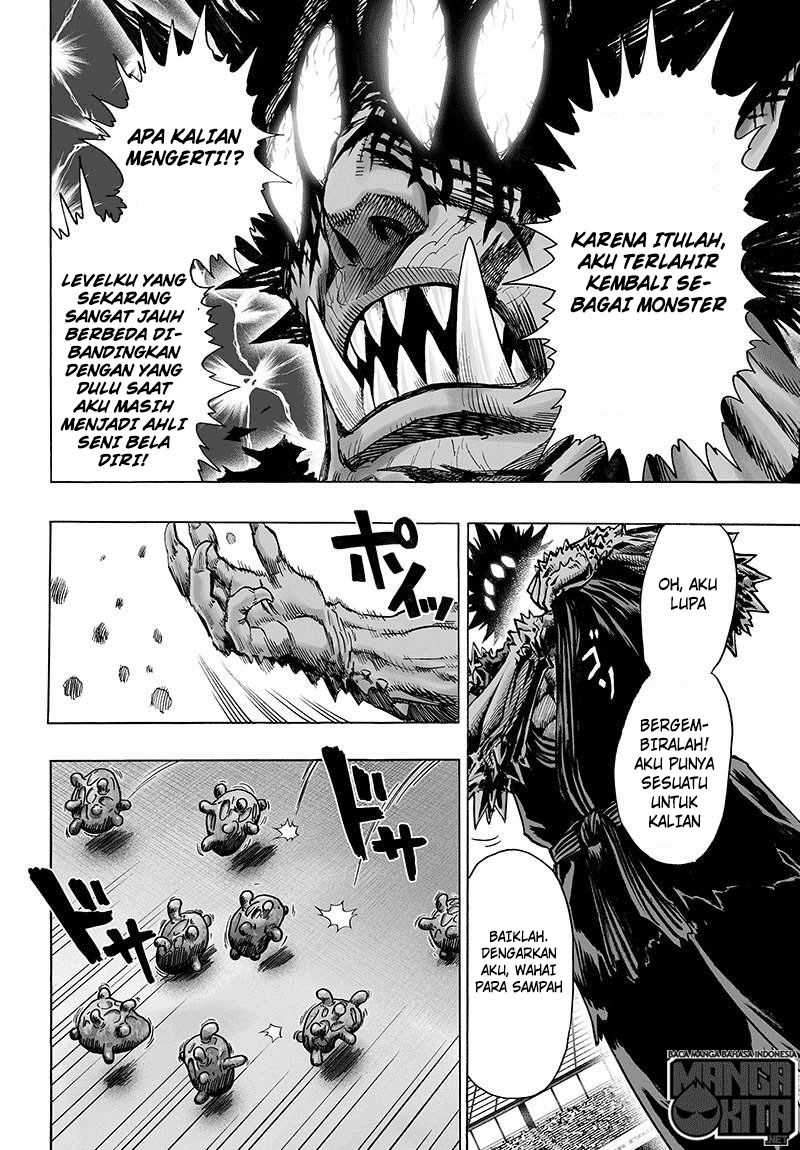 KARENA ITULAH,
AKU TERLAHIR
KEMBALI SE-
BAGAI MONSTER
APA KALIAN
MENGERTI!?
LEVELKU YANG
SEKARANG
SANGAT JAUH
BERBEDA DI-
BANDINGKAN
DENGAN YANG
DULU SAAT
AKU MASIH
MENJADI AHLI
SENI BELA
DIRI!
OH, AKU
LUPA
グン
BERGEM-
BIRALAH!
AKU PUNYA
SESUATU
UNTUK
KALIAN
BAIKLAH.
DENGARKAN
AKU, WAHAI
PARA SAMPAH
ポイッ
ドサ
ドサ
BACA MANGA BAHASA INDONESIA
MANGA
KITA
.NET